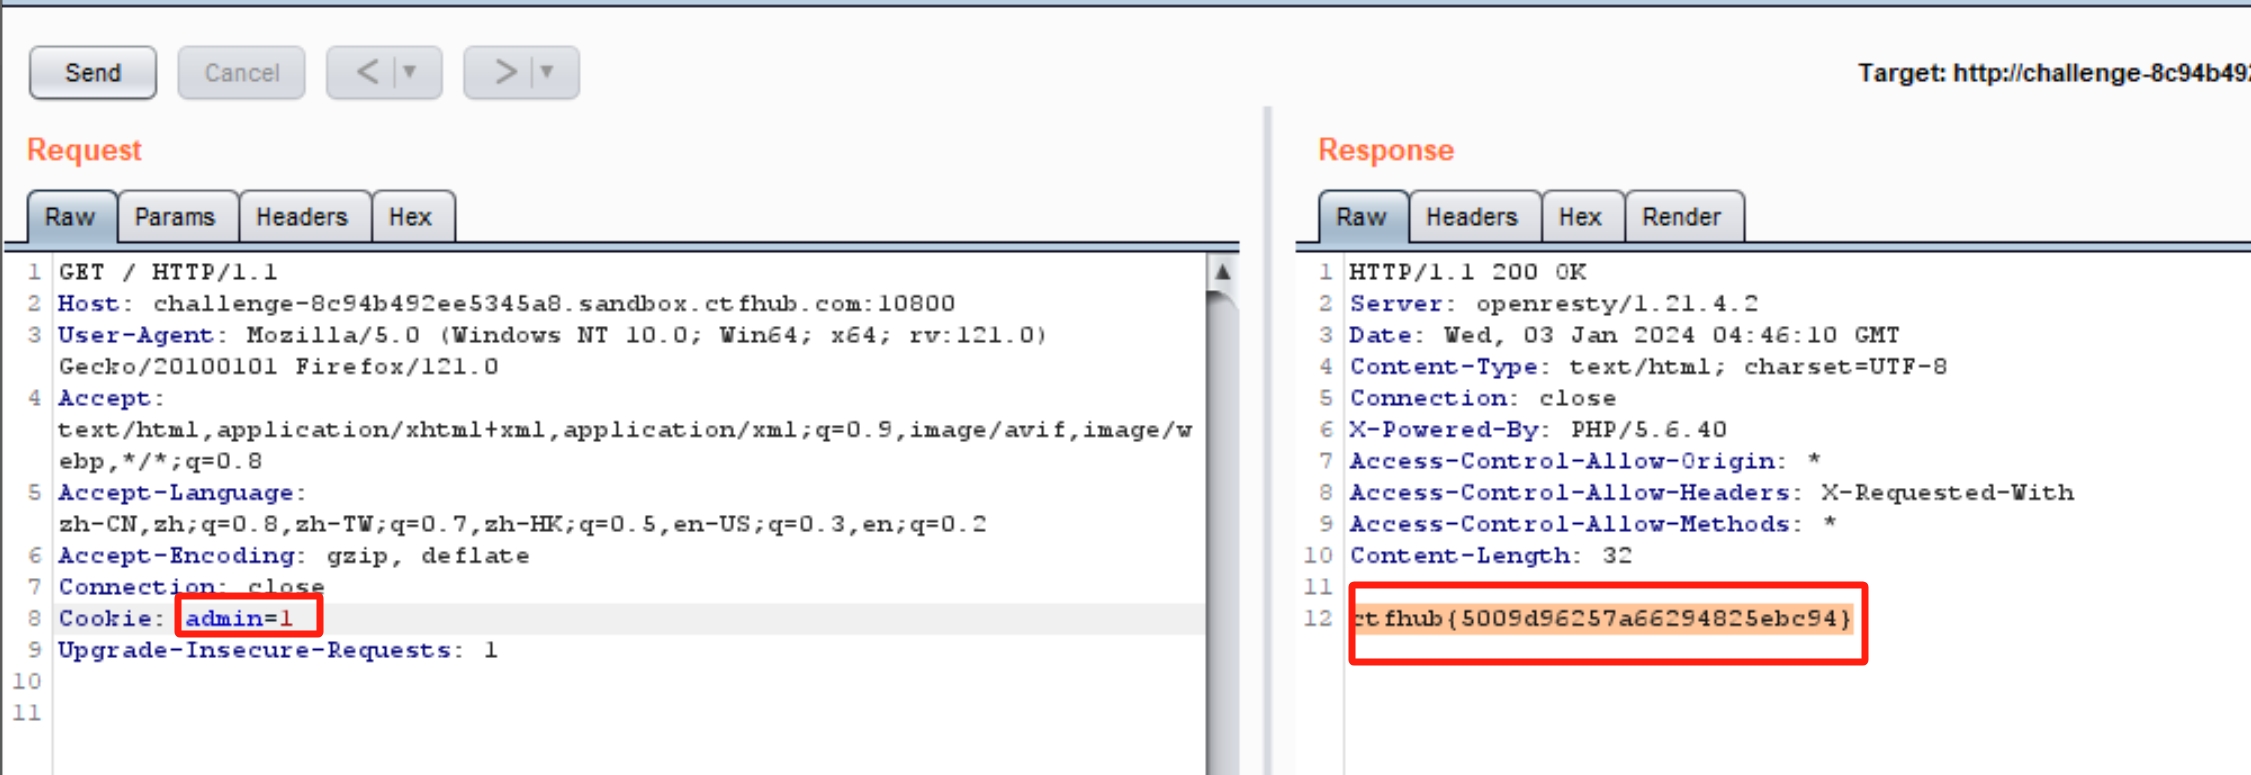 Send Cancel < ▼ > ▼
Target: http://challenge-8c94b492
Request
Raw Params Headers Hex
1 GET / HTTP/1.1
2 Host: challenge-8c94b492ee5345a8.sandbox.ctfhub.com:10800
3 User-Agent: Mozilla/5.0 (Windows NT 10.0; Win64; x64; rv:121.0)
Gecko/20100101 Firefox/121.0
4 Accept:
text/html,application/xhtml+xml,application/xml;q=0.9,image/avif,image/w
ebp,*/*;q=0.8
5 Accept-Language:
zh-CN,zh;q=0.8,zh-TW;q=0.7,zh-HK;q=0.5,en-US;q=0.3,en;q=0.2
6 Accept-Encoding: gzip, deflate
7 Connection: close
8 Cookie: admin=1
9 Upgrade-Insecure-Requests: 1
10
11
Response
Raw Headers Hex Render
1 HTTP/1.1 200 OK
2 Server: openresty/1.21.4.2
3 Date: Wed, 03 Jan 2024 04:46:10 GMT
4 Content-Type: text/html; charset=UTF-8
5 Connection: close
6 X-Powered-By: PHP/5.6.40
7 Access-Control-Allow-Origin: *
8 Access-Control-Allow-Headers: X-Requested-With
9 Access-Control-Allow-Methods: *
10 Content-Length: 32
11
12 ctfhub{5009d96257a66294825ebc94}